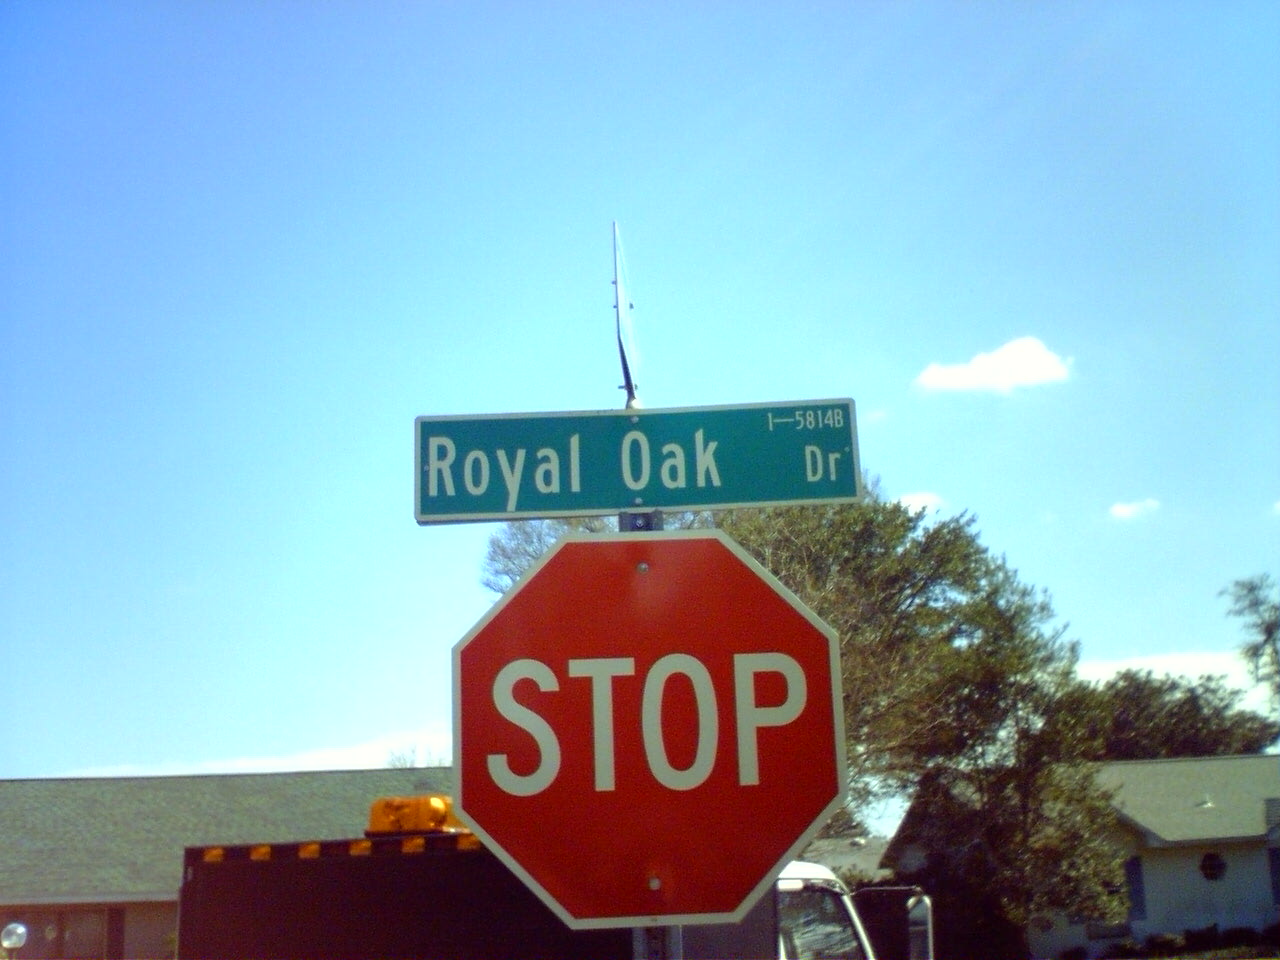 1-5814B
Royal Oak Dr
STOP